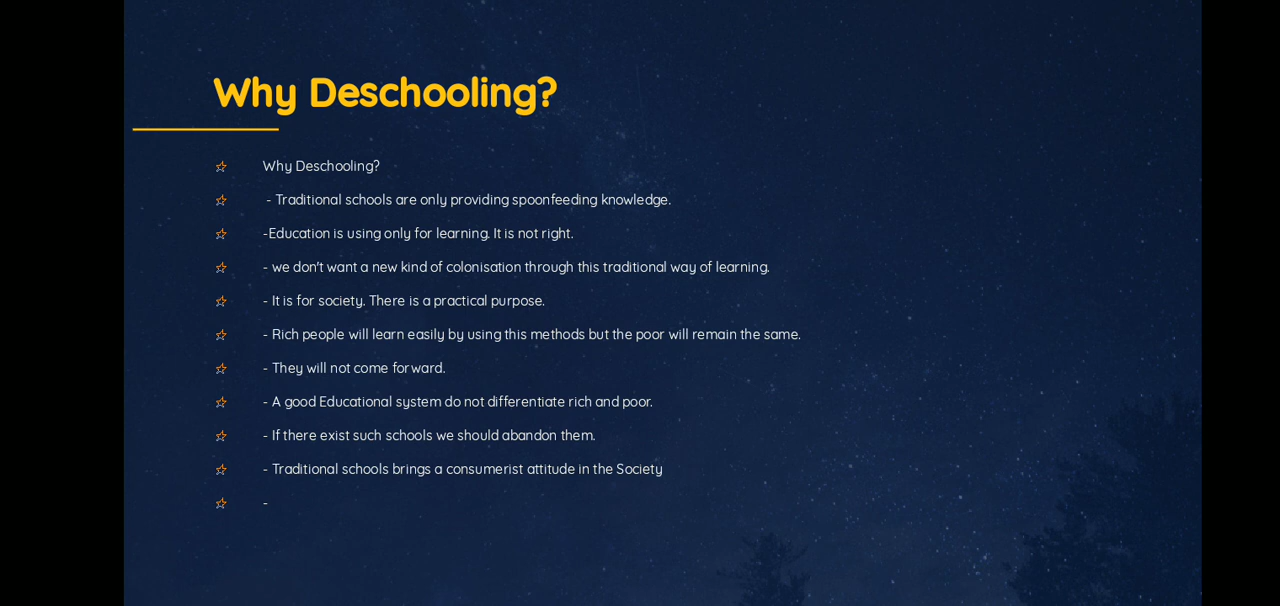 Why Deschooling?
Why Deschooling?
- Traditional schools are only providing spoonfeeding knowledge.
-Education is using only for learning. It is not right.
- we don't want a new kind of colonisation through this traditional way of learning.
- It is for society. There is a practical purpose.
- Rich people will learn easily by using this methods but the poor will remain the same.
- They will not come forward.
- A good Educational system do not differentiate rich and poor.
- If there exist such schools we should abandon them.
- Traditional schools brings a consumerist attitude in the Society
-